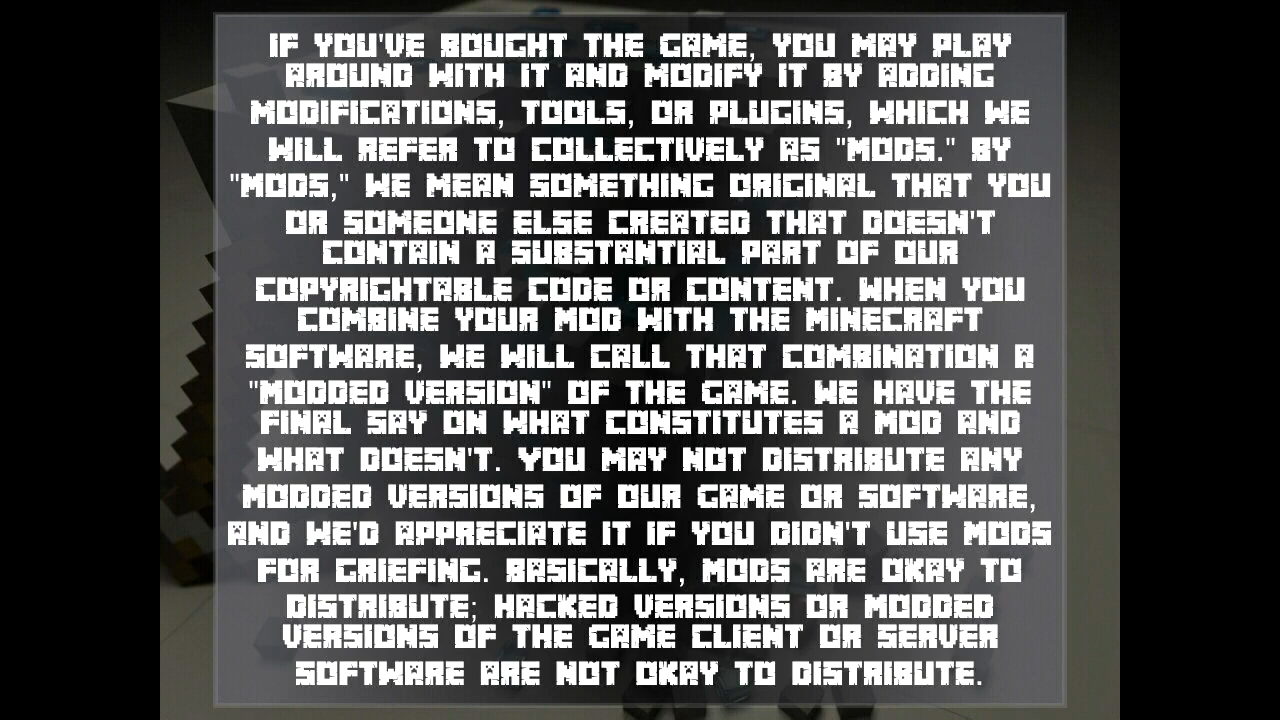 IF YOU'VE BOUGHT THE GAME, YOU MAY PLAY
AROUND WITH IT AND MODIFY IT BY ADDING
MODIFICATIONS, TOOLS, OR PLUGINS, WHICH WE
WILL REFER TO COLLECTIVELY AS "MODS." BY
"MODS," WE MEAN SOMETHING ORIGINAL THAT YOU
OR SOMEONE ELSE CREATED THAT DOESN'T
CONTAIN A SUBSTANTIAL PART OF OUR
COPYRIGHTABLE CODE OR CONTENT. WHEN YOU
COMBINE YOUR MOD WITH THE MINECRAFT
SOFTWARE, WE WILL CALL THAT COMBINATION A
"MODDED VERSION" OF THE GAME. WE HAVE THE
FINAL SAY ON WHAT CONSTITUTES A MOD AND
WHAT DOESN'T. YOU MAY NOT DISTRIBUTE ANY
MODDED VERSIONS OF OUR GAME OR SOFTWARE,
AND WE'D APPRECIATE IT IF YOU DIDN'T USE MODS
FOR GRIEFING. BASICALLY, MODS ARE OKAY TO
DISTRIBUTE; HACKED VERSIONS OR MODDED
VERSIONS OF THE GAME CLIENT OR SERVER
SOFTWARE ARE NOT OKAY TO DISTRIBUTE.